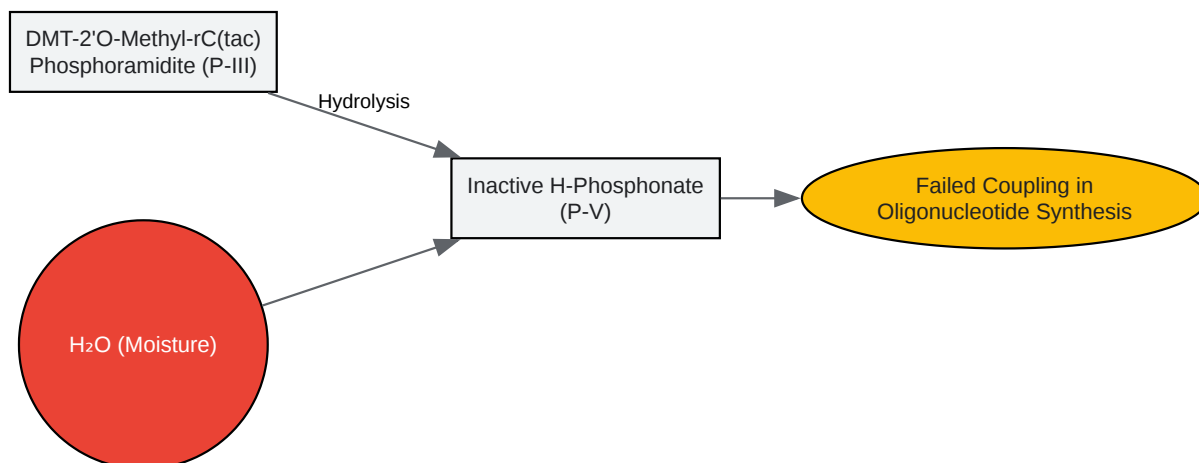 DMT-2'O-Methyl-rC(tac)
Phosphoramidite (P-III)
Hydrolysis
Inactive H-Phosphonate
(P-V)
Failed Coupling in
Oligonucleotide Synthesis
H₂O (Moisture)